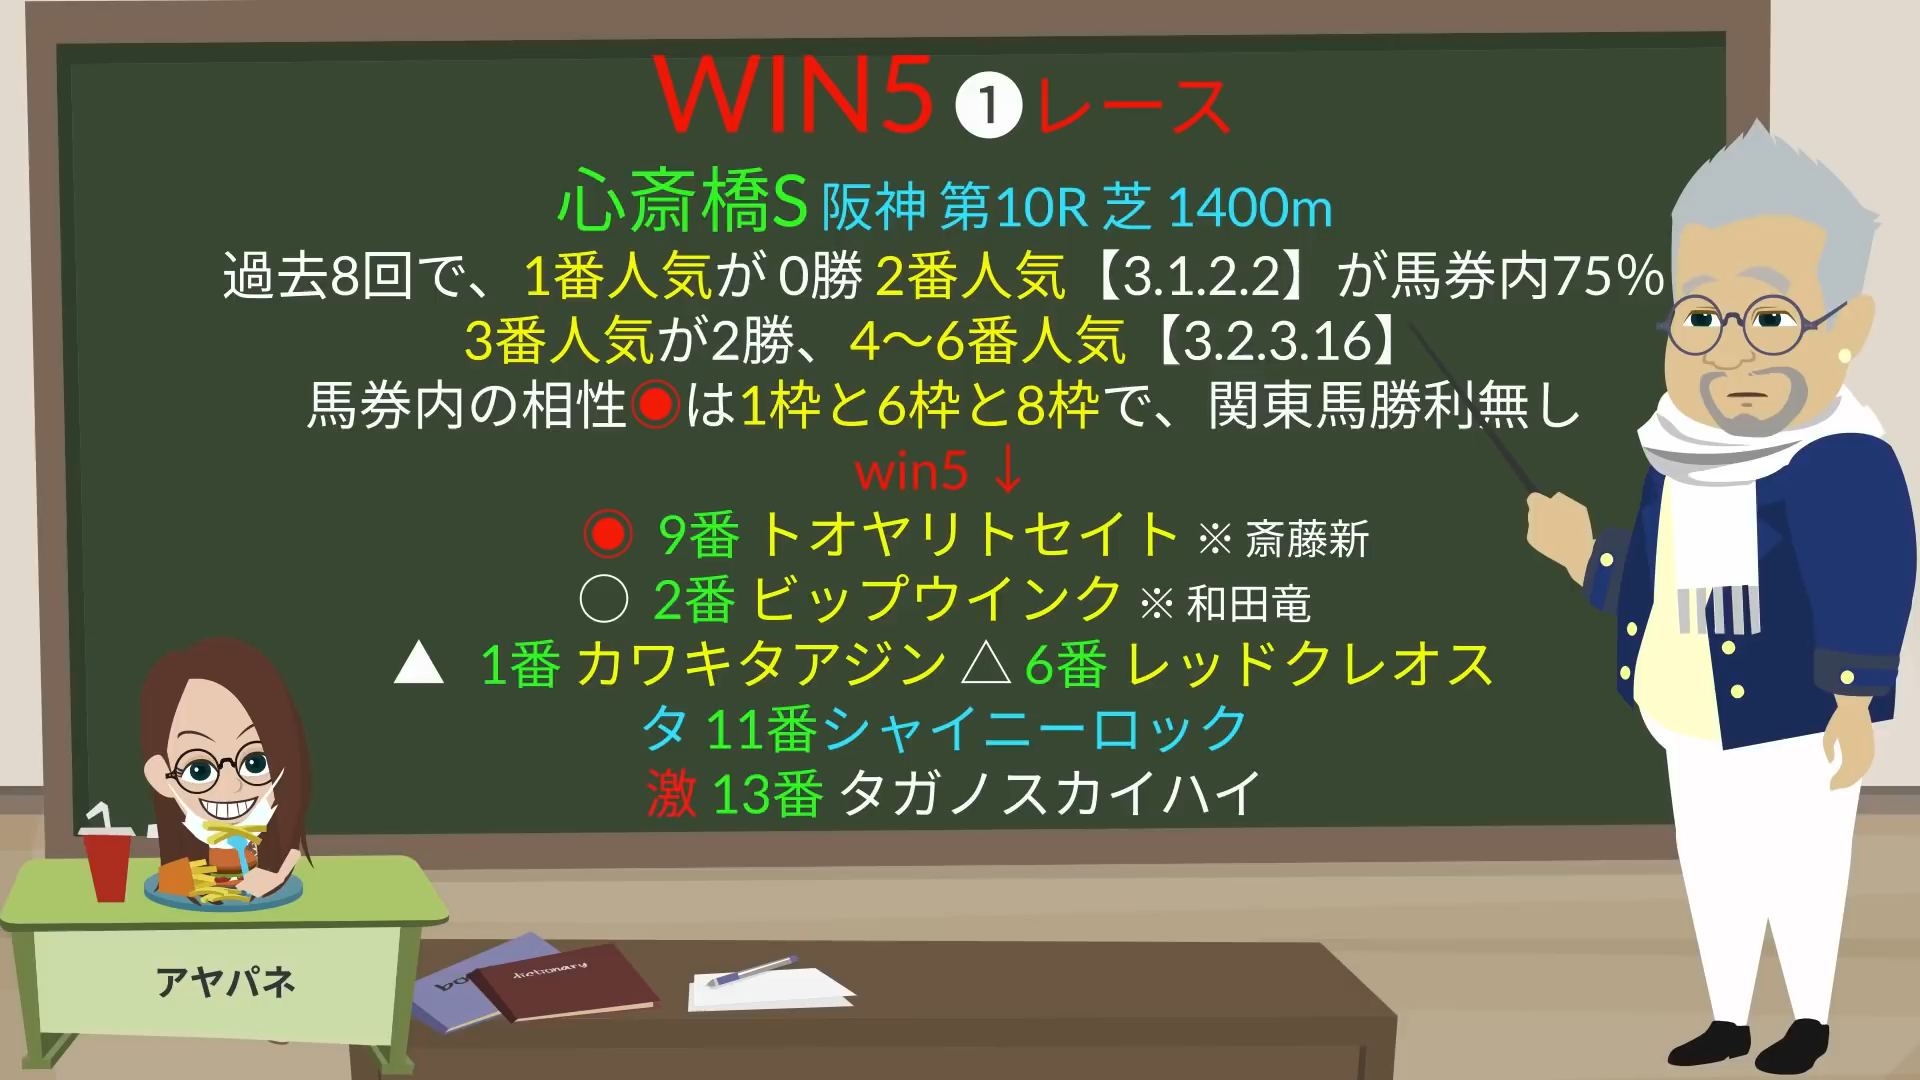 WIN5 ❶レース
心斎橋S 阪神 第10R 芝 1400m
過去8回で、1番人気が 0勝 2番人気【3.1.2.2】が馬券内75%
3番人気が2勝、4〜6番人気【3.2.3.16】
馬券内の相性◉は1枠と6枠と8枠で、関東馬勝利無し
win5 ↓
◉ 9番 トオヤリトセイト ※ 斎藤新
○ 2番 ビップウインク ※ 和田竜
▲ 1番 カワキタアジン △ 6番 レッドクレオス
タ 11番シャイニーロック
激 13番 タガノスカイハイ
アヤパネ
dictionary